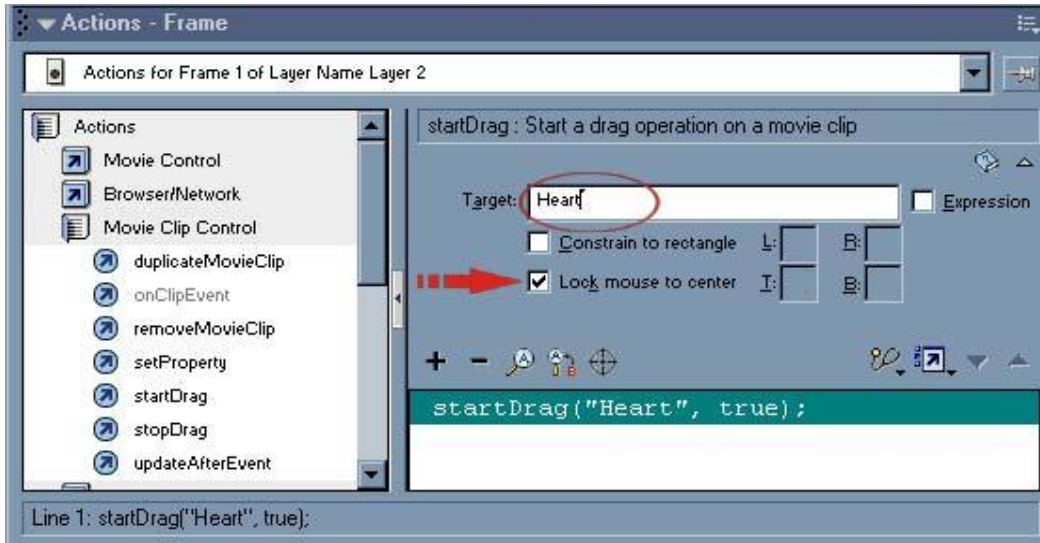 Actions - Frame
Actions for Frame 1 of Layer Name Layer 2
Actions
Movie Control
Browser/Network
Movie Clip Control
duplicateMovieClip
onClipEvent
removeMovieClip
setProperty
startDrag
stopDrag
updateAfterEvent
startDrag : Start a drag operation on a movie clip
Target: Heart Expression
Constrain to rectangle L: R:
Lock mouse to center T: B:
startDrag("Heart", true);
Line 1: startDrag("Heart", true);